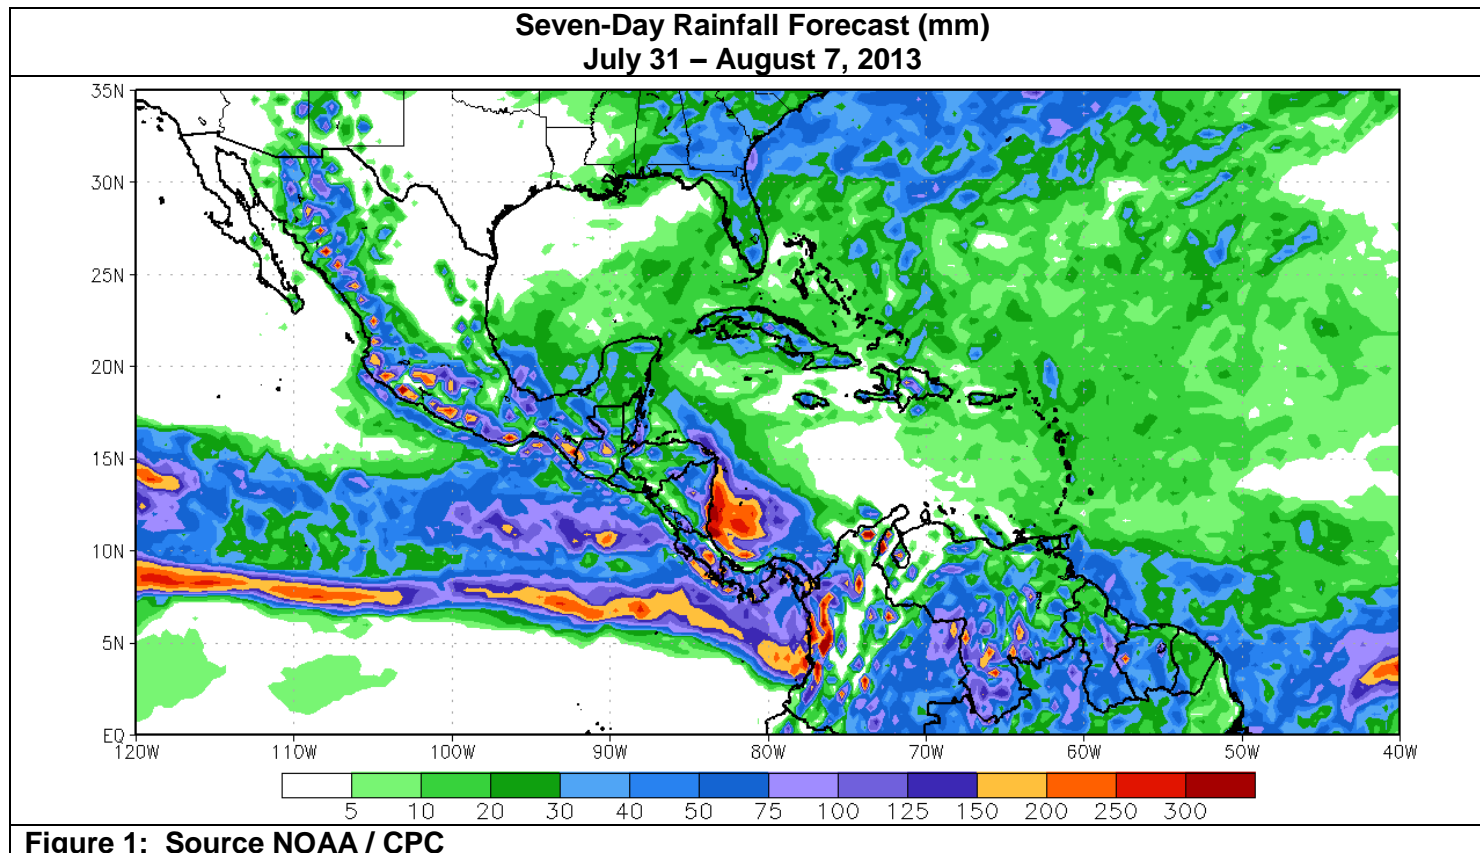 Seven-Day Rainfall Forecast (mm)
July 31 – August 7, 2013
35N
30N
25N
20N
15N
10N
5N
EQ
120W 110W 100W 90W 80W 70W 60W 50W 40W
5 10 20 30 40 50 75 100 125 150 200 250 300
Figure 1: Source NOAA / CPC